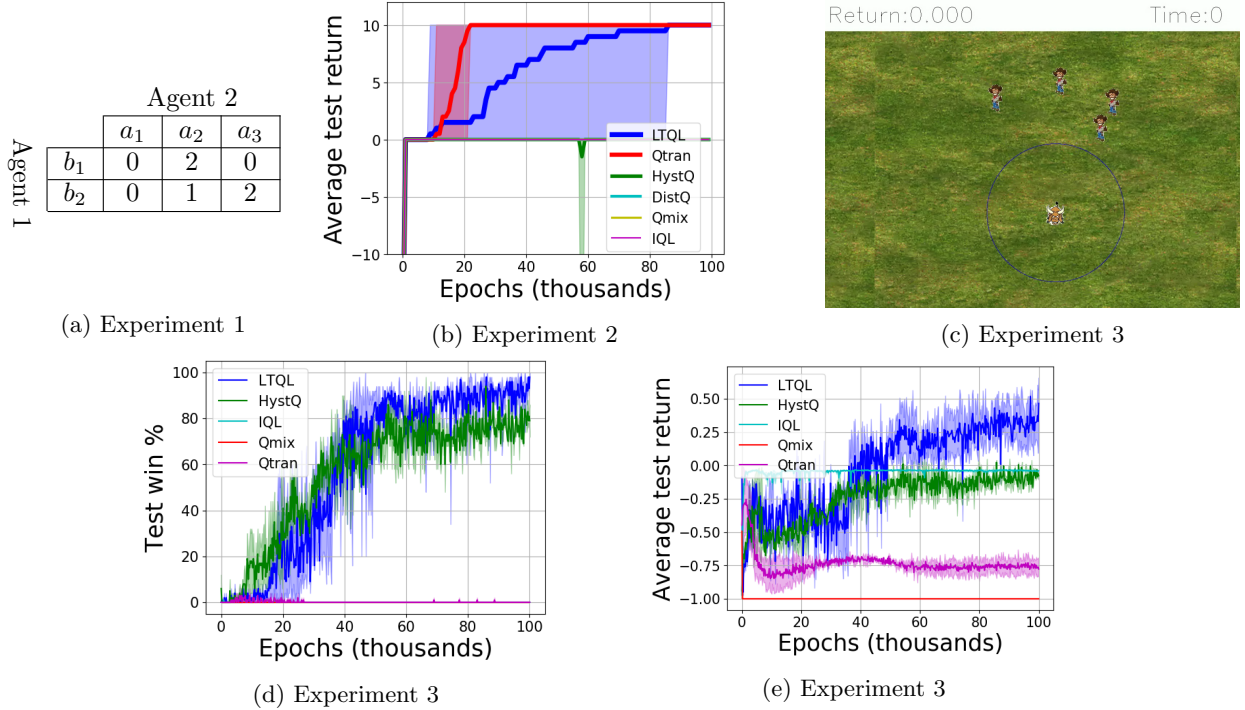 Agent 2
Agent 1
a₁ a₂ a₃
b₁ 0 2 0
b₂ 0 1 2
(a) Experiment 1
Average test return
10
5
0
−5
−10
0 20 40 60 80 100
Epochs (thousands)
LTQL
Qtran
HystQ
DistQ
Qmix
IQL
(b) Experiment 2
Return:0.000 Time:0
(c) Experiment 3
Test win %
100
80
60
40
20
0
0 20 40 60 80 100
Epochs (thousands)
LTQL
HystQ
IQL
Qmix
Qtran
(d) Experiment 3
Average test return
0.50
0.25
0.00
−0.25
−0.50
−0.75
−1.00
0 20 40 60 80 100
Epochs (thousands)
LTQL
HystQ
IQL
Qmix
Qtran
(e) Experiment 3